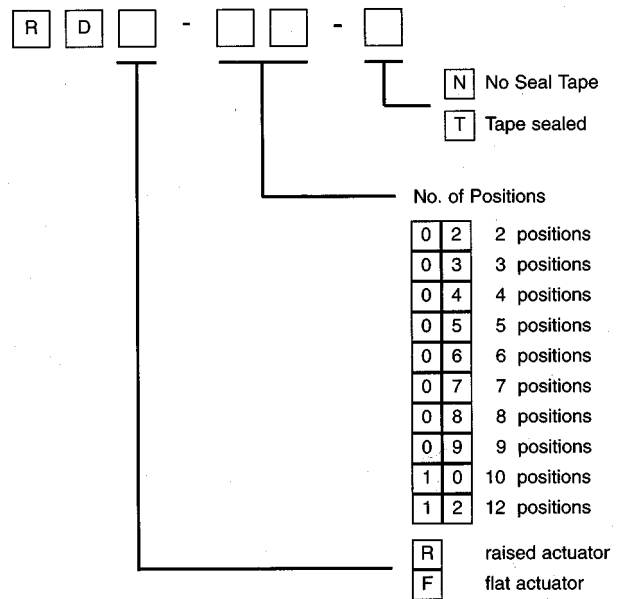 R D - -
N No Seal Tape
T Tape sealed
No. of Positions
0 2 2 positions
0 3 3 positions
0 4 4 positions
0 5 5 positions
0 6 6 positions
0 7 7 positions
0 8 8 positions
0 9 9 positions
1 0 10 positions
1 2 12 positions
R raised actuator
F flat actuator